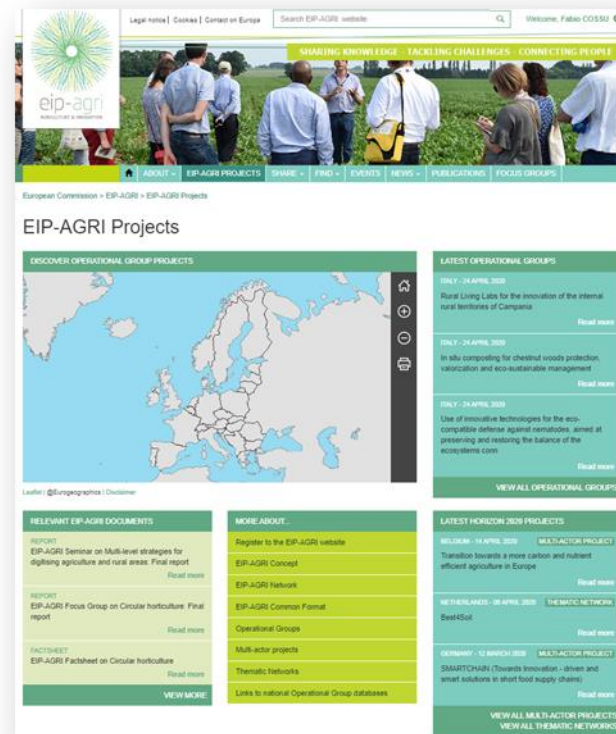 Legal notice | Cookies | Contact on Europa
Search EIP-AGRI website
Welcome, Fabio COSSU
SHARING KNOWLEDGE - TACKLING CHALLENGES - CONNECTING PEOPLE
eip-agri
AGRICULTURE & INNOVATION
ABOUT EIP-AGRI PROJECTS SHARE FIND EVENTS NEWS PUBLICATIONS FOCUS GROUPS
European Commission > EIP-AGRI > EIP-AGRI Projects
EIP-AGRI Projects
DISCOVER OPERATIONAL GROUP PROJECTS
Leaflet | @Eurogeographics | Disclaimer
LATEST OPERATIONAL GROUPS
ITALY - 24 APRIL 2020
Rural Living Labs for the innovation of the internal
rural territories of Campania
Read more
ITALY - 24 APRIL 2020
In situ composting for chestnut woods protection,
valorization and eco-sustainable management
Read more
ITALY - 24 APRIL 2020
Use of innovative technologies for the eco-
compatible defense against nematodes, aimed at
preserving and restoring the balance of the
ecosystems conn
Read more
VIEW ALL OPERATIONAL GROUPS
RELEVANT EIP-AGRI DOCUMENTS
REPORT
EIP-AGRI Seminar on Multi-level strategies for
digitising agriculture and rural areas: Final report
Read more
REPORT
EIP-AGRI Focus Group on Circular horticulture: Final
report
Read more
FACTSHEET
EIP-AGRI Factsheet on Circular horticulture
Read more
VIEW MORE
MORE ABOUT...
Register to the EIP-AGRI website
EIP-AGRI Concept
EIP-AGRI Network
EIP-AGRI Common Format
Operational Groups
Multi-actor projects
Thematic Networks
Links to national Operational Group databases
LATEST HORIZON 2020 PROJECTS
BELGIUM - 14 APRIL 2020 MULTI-ACTOR PROJECT
Transition towards a more carbon and nutrient
efficient agriculture in Europe
Read more
NETHERLANDS - 08 APRIL 2020 THEMATIC NETWORK
Best4Soil
Read more
GERMANY - 12 MARCH 2020 MULTI-ACTOR PROJECT
SMARTCHAIN (Towards Innovation - driven and
smart solutions in short food supply chains)
Read more
VIEW ALL MULTI-ACTOR PROJECTS
VIEW ALL THEMATIC NETWORKS